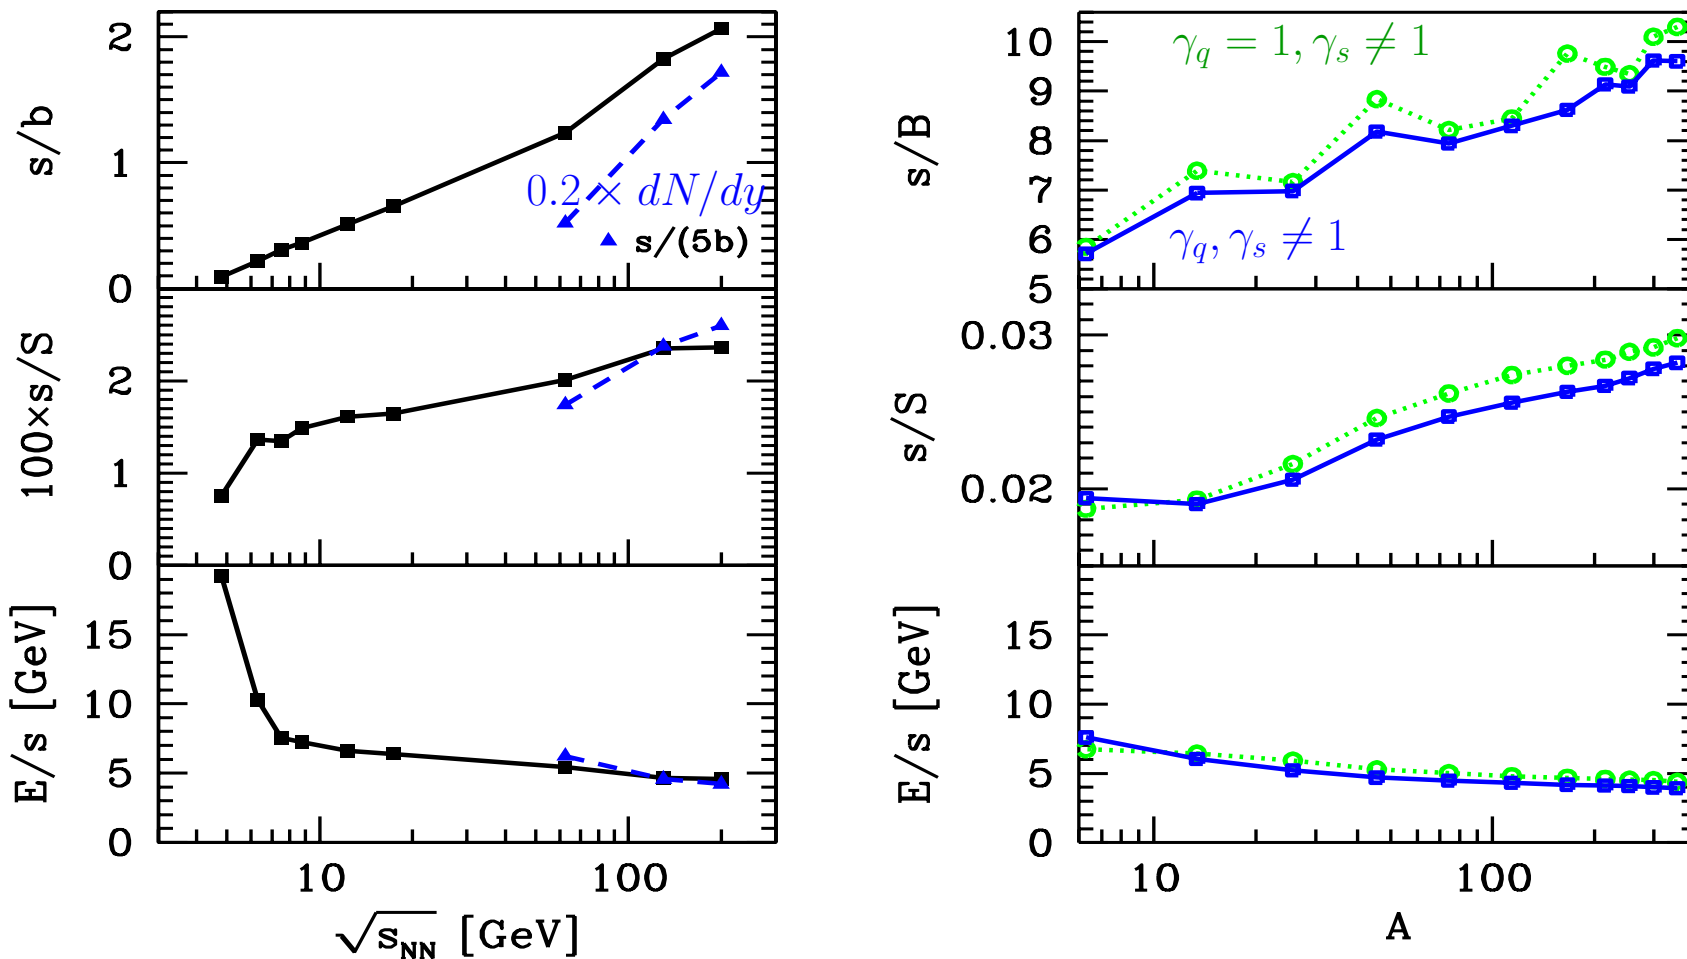 2
1
0
s/b
0.2 × dN/dy
s/(5b)
2
1
0
100×s/S
15
10
5
0
E/s [GeV]
10 100
√s_NN [GeV]
10
9
8
7
6
5
s/B
γ_q = 1, γ_s ≠ 1
γ_q, γ_s ≠ 1
0.03
0.02
s/S
15
10
5
0
E/s [GeV]
10 100
A